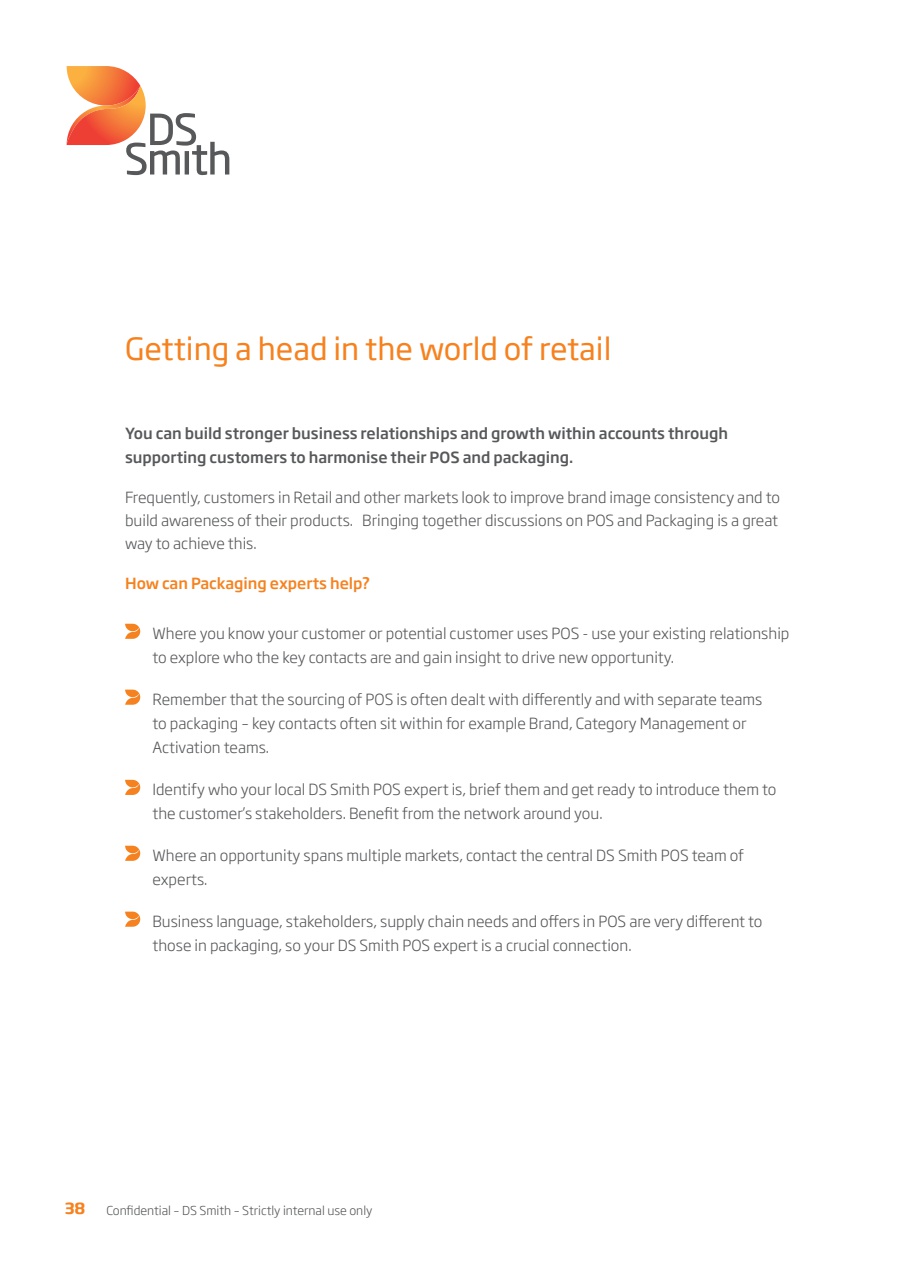 DS
Smith
Getting a head in the world of retail
You can build stronger business relationships and growth within accounts through
supporting customers to harmonise their POS and packaging.
Frequently, customers in Retail and other markets look to improve brand image consistency and to
build awareness of their products.   Bringing together discussions on POS and Packaging is a great
way to achieve this.
How can Packaging experts help?
Where you know your customer or potential customer uses POS - use your existing relationship
to explore who the key contacts are and gain insight to drive new opportunity.
Remember that the sourcing of POS is often dealt with differently and with separate teams
to packaging – key contacts often sit within for example Brand, Category Management or
Activation teams.
Identify who your local DS Smith POS expert is, brief them and get ready to introduce them to
the customer’s stakeholders. Benefit from the network around you.
Where an opportunity spans multiple markets, contact the central DS Smith POS team of
experts.
Business language, stakeholders, supply chain needs and offers in POS are very different to
those in packaging, so your DS Smith POS expert is a crucial connection.
38 Confidential – DS Smith – Strictly internal use only